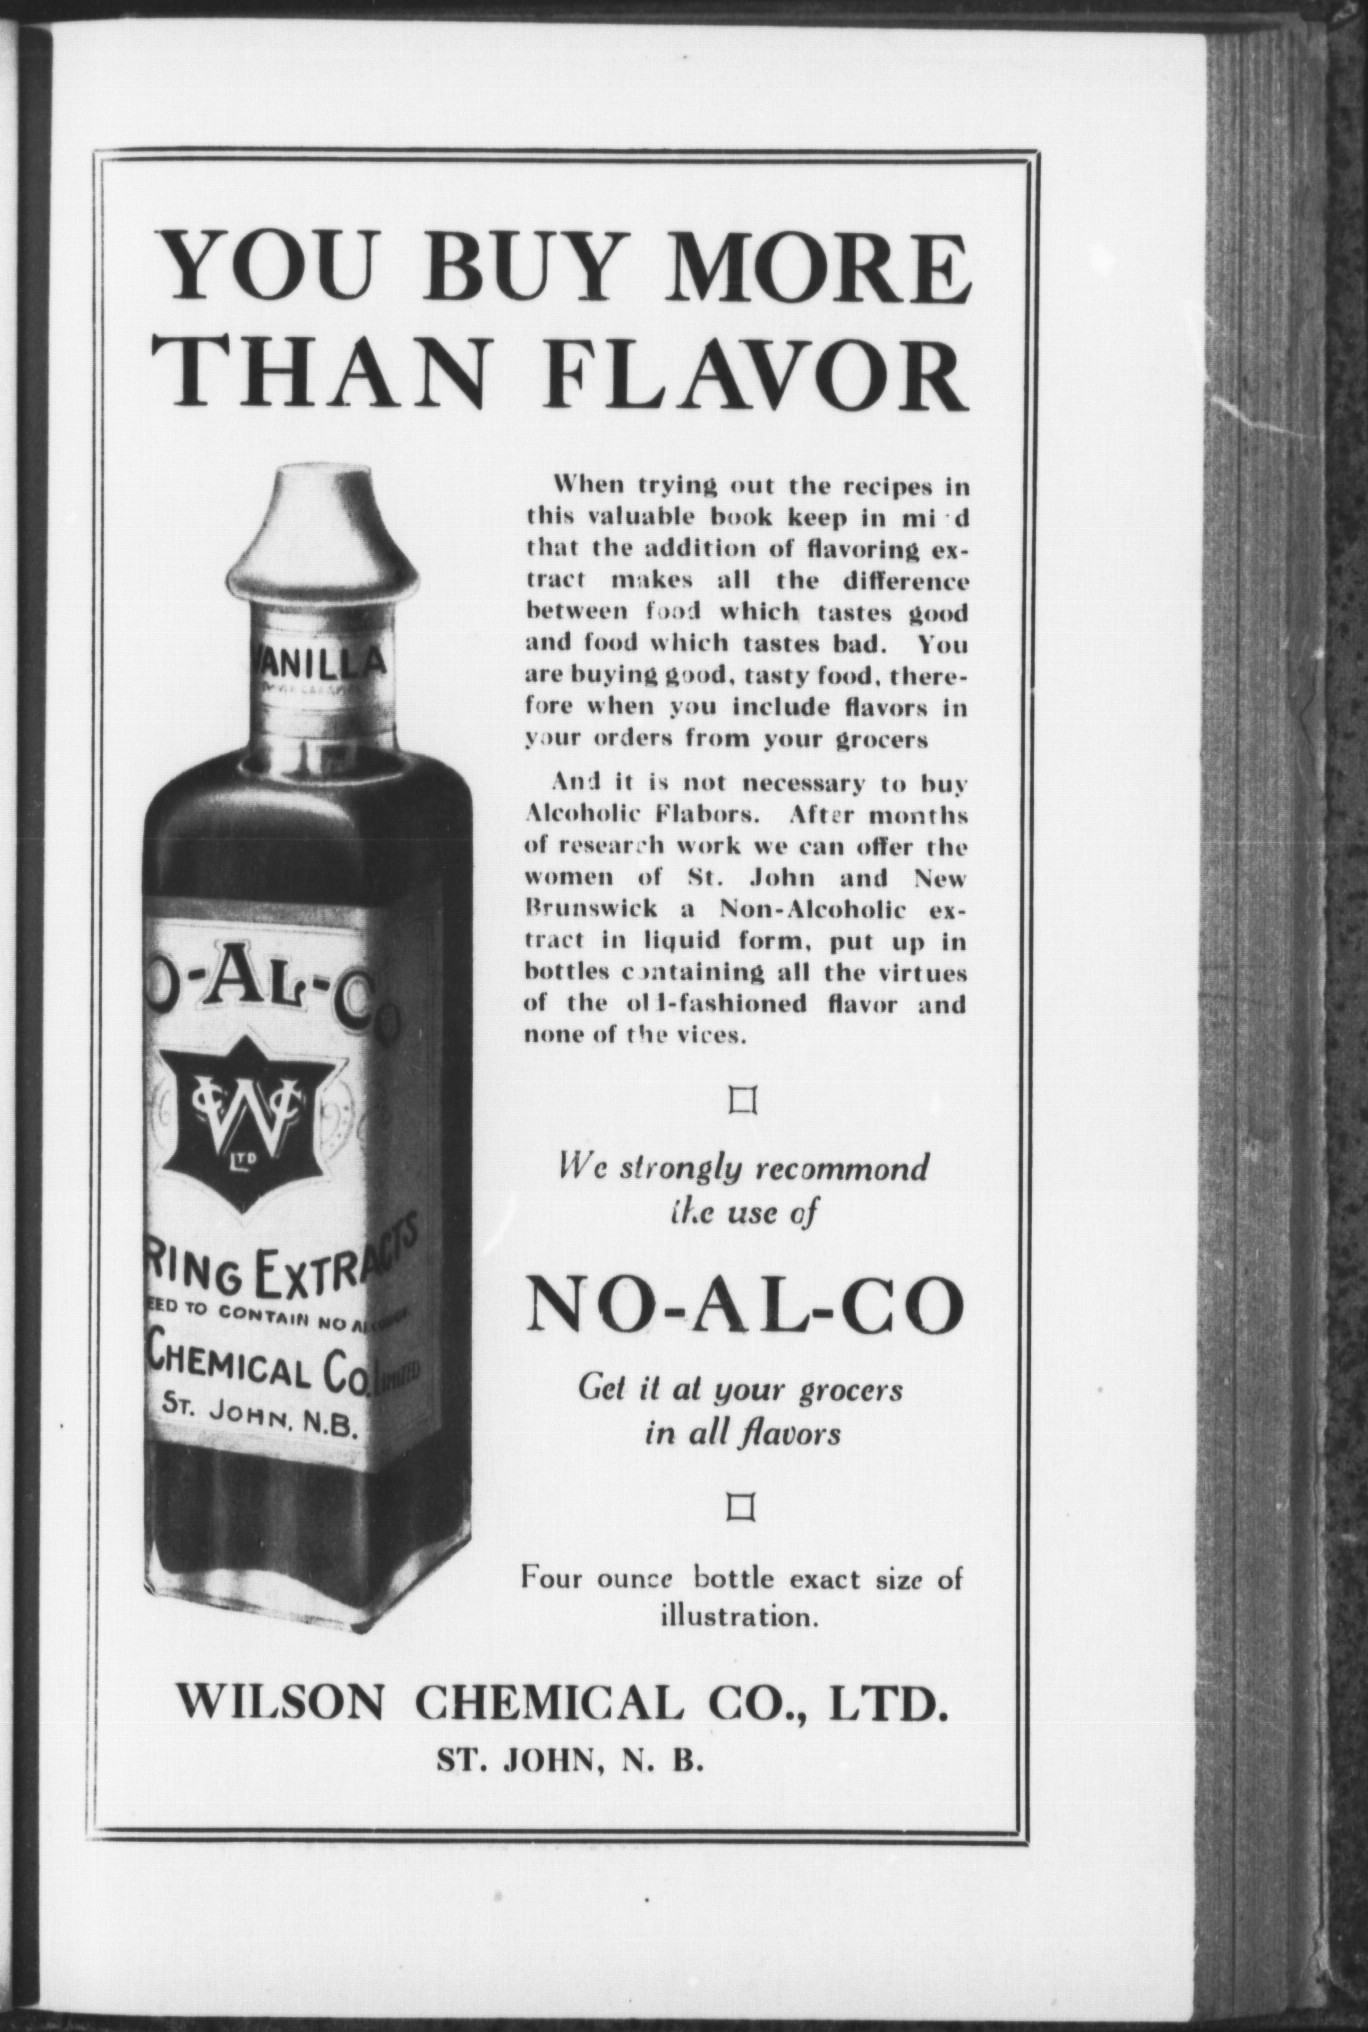 YOU BUY MORE
THAN FLAVOR
When trying out the recipes in
this valuable book keep in mi d
that the addition of flavoring ex-
tract makes all the difference
between food which tastes good
and food which tastes bad. You
are buying good, tasty food, there-
fore when you include flavors in
your orders from your grocers
And it is not necessary to buy
Alcoholic Flabors. After months
of research work we can offer the
women of St. John and New
Brunswick a Non-Alcoholic ex-
tract in liquid form, put up in
bottles containing all the virtues
of the old-fashioned flavor and
none of the vices.
We strongly recommond
the use of
NO-AL-CO
Get it at your grocers
in all flavors
Four ounce bottle exact size of
illustration.
VANILLA
O-AL-CO
WCC
LTD
RING EXTRACTS
EED TO CONTAIN NO ALCOHOL
CHEMICAL CO. LIMITED
ST. JOHN, N.B.
WILSON CHEMICAL CO., LTD.
ST. JOHN, N. B.